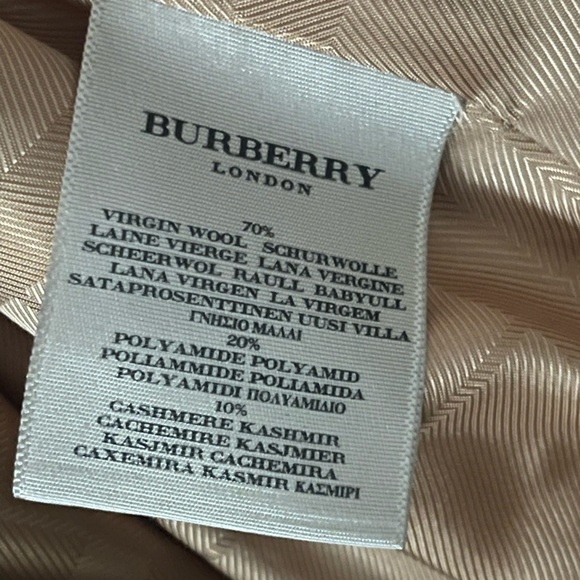 BURBERRY
LONDON
70%
VIRGIN WOOL SCHURWOLLE
LAINE VIERGE LANA VERGINE
SCHEERWOL RAULL BABYULL
LANA VIRGEN LA VIRGEM
SATAPROSENTTINEN UUSI VILLA
ΓΝΗΣΙΟ ΜΑΛΛΙ
20%
POLYAMIDE POLYAMID
POLIAMMIDE POLIAMIDA
POLYAMIDI ΠΟΛΥΑΜΙΔΙΟ
10%
CASHMERE KASHMIR
CACHEMIRE KASJMIER
KASJMIR CACHEMIRA
CAXEMIRA KASMIR ΚΑΣΜΙΡΙ